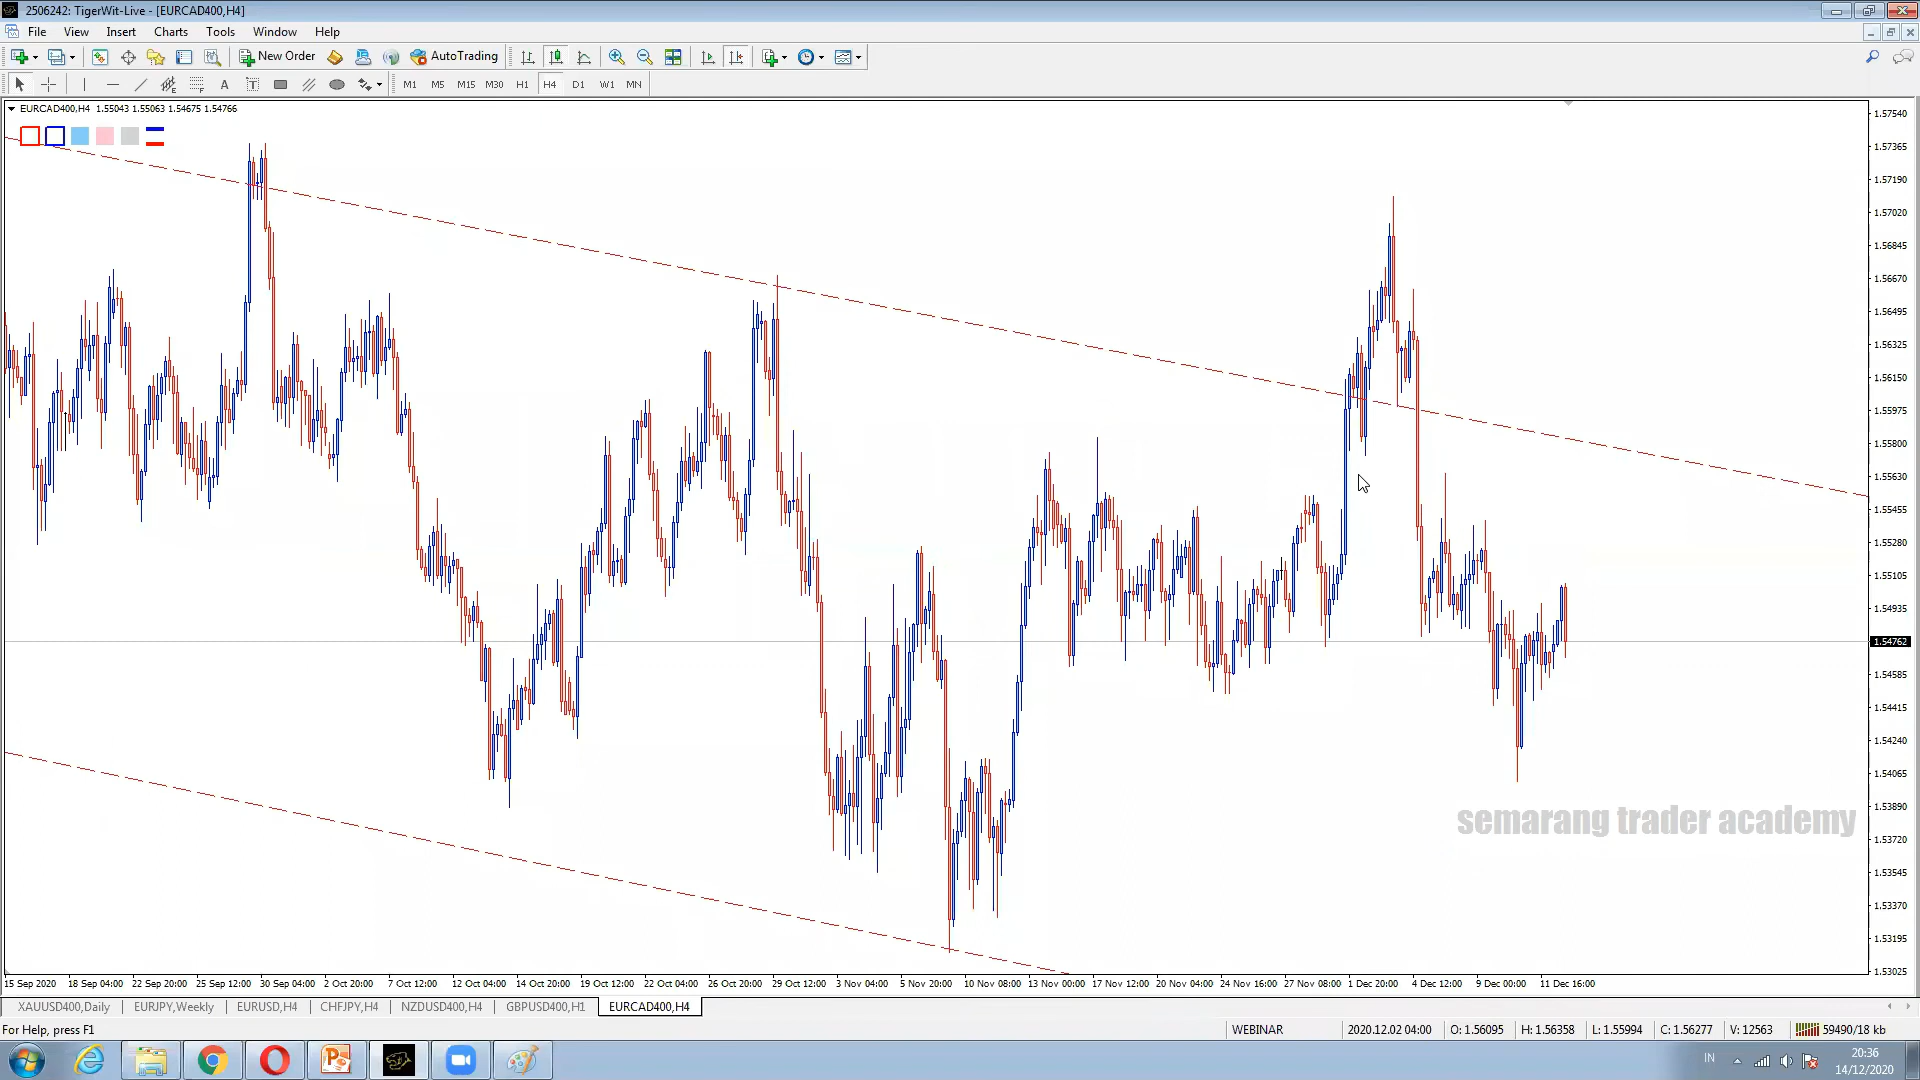 2506242: TigerWit-Live - [EURCAD400,H4]
File View Insert Charts Tools Window Help
New Order AutoTrading
A T M1 M5 M15 M30 H1 H4 D1 W1 MN
EURCAD400,H4 1.55043 1.55063 1.54675 1.54766
1.57540
1.57365
1.57190
1.57020
1.56845
1.56670
1.56495
1.56325
1.56150
1.55975
1.55800
1.55630
1.55455
1.55280
1.55105
1.54935
1.54762
1.54585
1.54415
1.54240
1.54065
1.53890
1.53720
1.53545
1.53370
1.53195
1.53025
semarang trader academy
15 Sep 2020 18 Sep 04:00 22 Sep 20:00 25 Sep 12:00 30 Sep 04:00 2 Oct 20:00 7 Oct 12:00 12 Oct 04:00 14 Oct 20:00 19 Oct 12:00 22 Oct 04:00 26 Oct 20:00 29 Oct 12:00 3 Nov 04:00 5 Nov 20:00 10 Nov 08:00 13 Nov 00:00 17 Nov 12:00 20 Nov 04:00 24 Nov 16:00 27 Nov 08:00 1 Dec 20:00 4 Dec 12:00 9 Dec 00:00 11 Dec 16:00
XAUUSD400,Daily EURJPY,Weekly EURUSD,H4 CHFJPY,H4 NZDUSD400,H4 GBPUSD400,H1 EURCAD400,H4
For Help, press F1 WEBINAR 2020.12.02 04:00 O: 1.56095 H: 1.56358 L: 1.55994 C: 1.56277 V: 12563 59490/18 kb
IN 20:36
14/12/2020